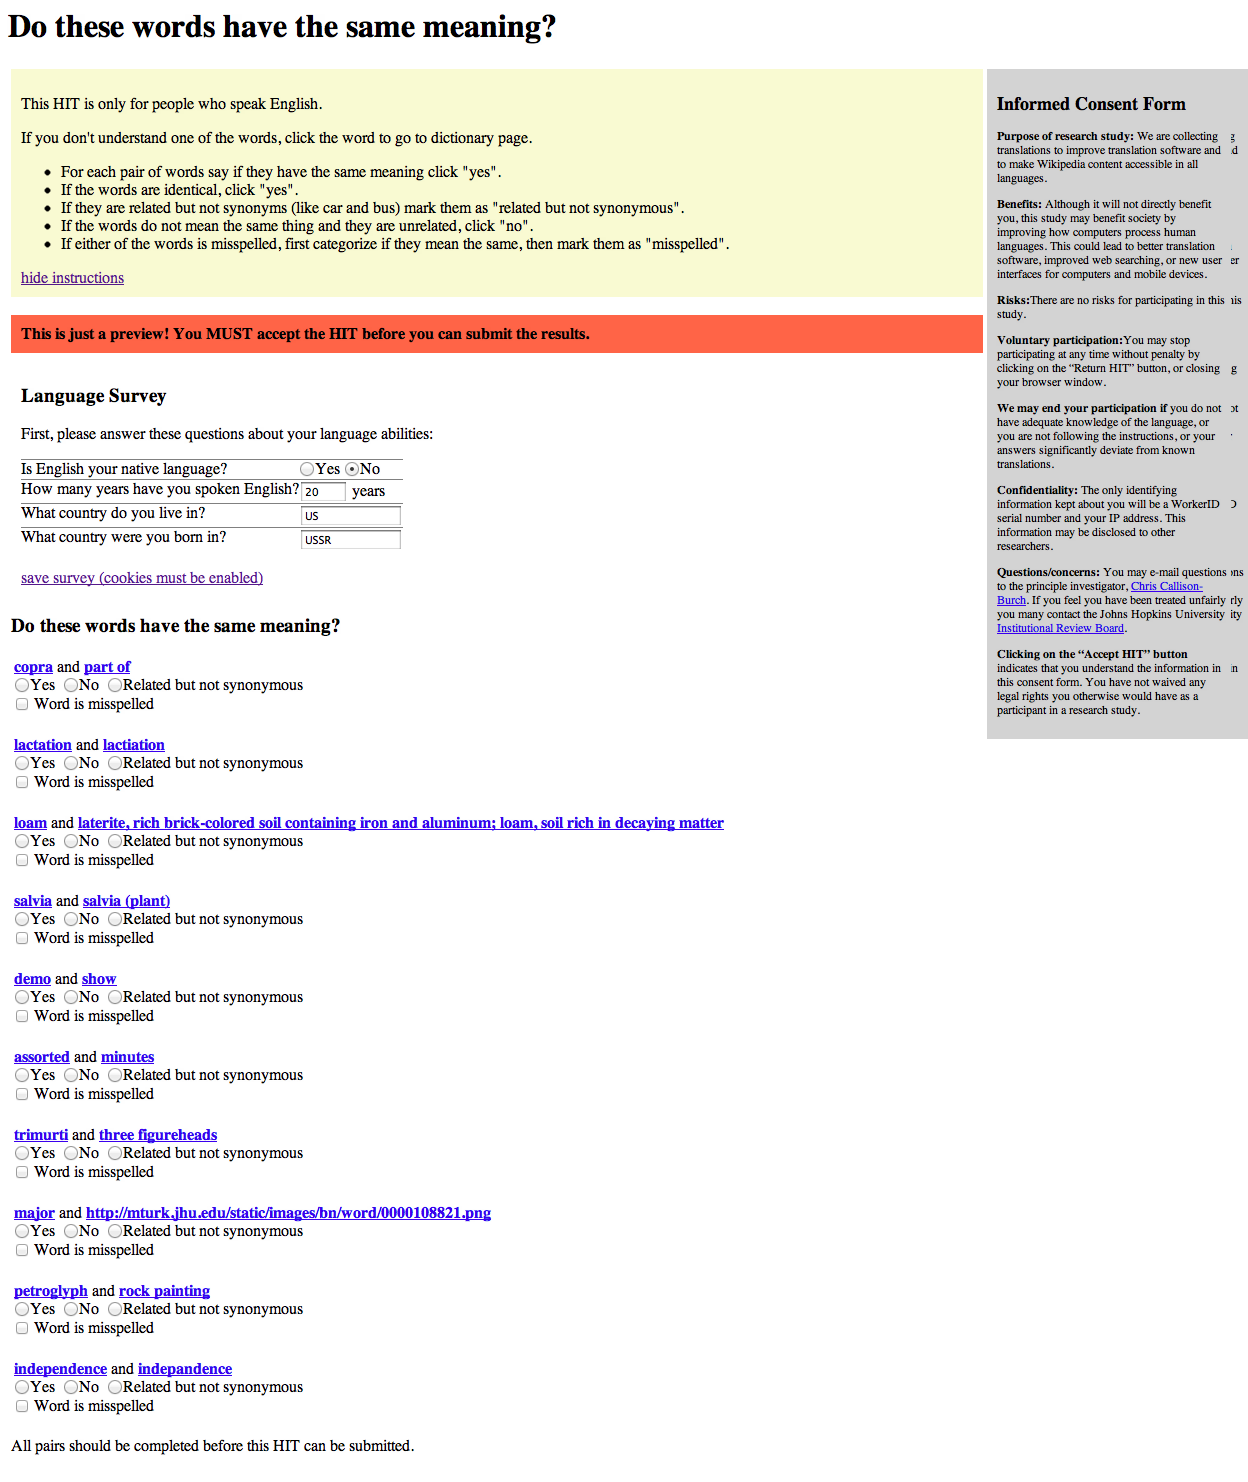 Do these words have the same meaning?
This HIT is only for people who speak English.
If you don't understand one of the words, click the word to go to dictionary page.
• For each pair of words say if they have the same meaning click "yes".
• If the words are identical, click "yes".
• If they are related but not synonyms (like car and bus) mark them as "related but not synonymous".
• If the words do not mean the same thing and they are unrelated, click "no".
• If either of the words is misspelled, first categorize if they mean the same, then mark them as "misspelled".
hide instructions
This is just a preview! You MUST accept the HIT before you can submit the results.
Language Survey
First, please answer these questions about your language abilities:
Is English your native language? Yes No
How many years have you spoken English? 20 years
What country do you live in? US
What country were you born in? USSR
save survey (cookies must be enabled)
Do these words have the same meaning?
copra and part of
Yes No Related but not synonymous
Word is misspelled
lactation and lactiation
Yes No Related but not synonymous
Word is misspelled
loam and laterite, rich brick-colored soil containing iron and aluminum; loam, soil rich in decaying matter
Yes No Related but not synonymous
Word is misspelled
salvia and salvia (plant)
Yes No Related but not synonymous
Word is misspelled
demo and show
Yes No Related but not synonymous
Word is misspelled
assorted and minutes
Yes No Related but not synonymous
Word is misspelled
trimurti and three figureheads
Yes No Related but not synonymous
Word is misspelled
major and http://mturk.jhu.edu/static/images/bn/word/0000108821.png
Yes No Related but not synonymous
Word is misspelled
petroglyph and rock painting
Yes No Related but not synonymous
Word is misspelled
independence and indepandence
Yes No Related but not synonymous
Word is misspelled
All pairs should be completed before this HIT can be submitted.
Informed Consent Form
Purpose of research study: We are collecting
translations to improve translation software and
to make Wikipedia content accessible in all
languages.
Benefits: Although it will not directly benefit
you, this study may benefit society by
improving how computers process human
languages. This could lead to better translation
software, improved web searching, or new user
interfaces for computers and mobile devices.
Risks:There are no risks for participating in this
study.
Voluntary participation:You may stop
participating at any time without penalty by
clicking on the “Return HIT” button, or closing
your browser window.
We may end your participation if you do not
have adequate knowledge of the language, or
you are not following the instructions, or your
answers significantly deviate from known
translations.
Confidentiality: The only identifying
information kept about you will be a WorkerID
serial number and your IP address. This
information may be disclosed to other
researchers.
Questions/concerns: You may e-mail questions
to the principle investigator, Chris Callison-
Burch. If you feel you have been treated unfairly
you many contact the Johns Hopkins University
Institutional Review Board.
Clicking on the “Accept HIT” button
indicates that you understand the information in
this consent form. You have not waived any
legal rights you otherwise would have as a
participant in a research study.